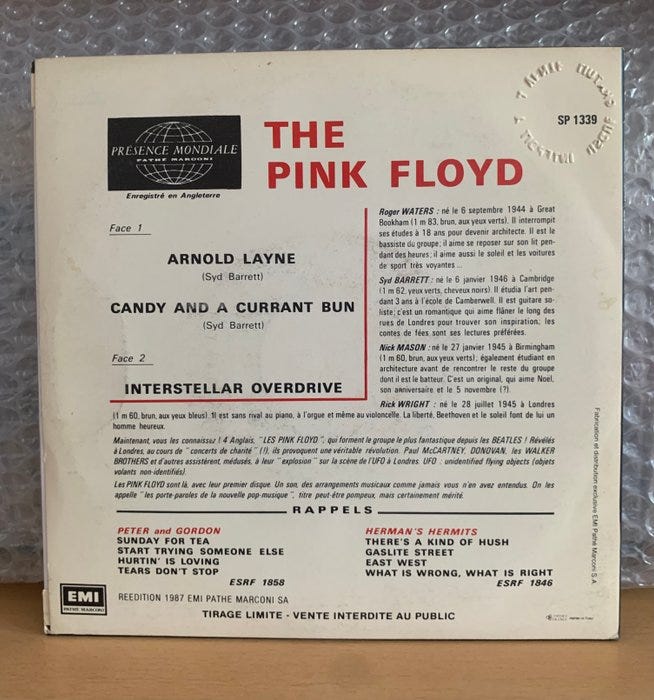 SP 1339
PRÉSENCE MONDIALE
PATHÉ MARCONI
Enregistré en Angleterre
THE
PINK FLOYD
Face 1
ARNOLD LAYNE
(Syd Barrett)
CANDY AND A CURRANT BUN
(Syd Barrett)
Face 2
INTERSTELLAR OVERDRIVE
Roger WATERS : né le 6 septembre 1944 à Great
Bookham (1 m 83, brun, aux yeux verts). Il interrompit
ses études à 18 ans pour devenir architecte. Il est le
bassiste du groupe; il aime se reposer sur son lit pen-
dant des heures; il aime aussi le soleil et les voitures
de sport très voyantes ...
Syd BARRETT : né le 6 janvier 1946 à Cambridge
(1 m 62, yeux verts, cheveux noirs). Il étudia l'art pen-
dant 3 ans à l'école de Camberwell. Il est guitare so-
liste; c'est un romantique qui aime flâner le long des
rues de Londres pour trouver son inspiration; les
contes de fées sont ses lectures préférées.
Nick MASON : né le 27 janvier 1945 à Birmingham
(1 m 60, brun, aux yeux verts); également étudiant en
architecture avant de rencontrer le reste du groupe
dont il est le batteur. C'est un original, qui aime Noël,
son anniversaire et le 5 novembre (?).
Rick WRIGHT : né le 28 juillet 1945 à Londres
(1 m 60, brun, aux yeux bleus). Il est sans rival au piano, à l'orgue et même au violoncelle. La liberté, Beethoven et le soleil font de lui un
homme heureux.
Maintenant, vous les connaissez ! 4 Anglais, "LES PINK FLOYD", qui forment le groupe le plus fantastique depuis les BEATLES ! Révélés
à Londres, au cours de "concerts de charité" (!), ils provoquent une véritable révolution. Paul McCARTNEY, DONOVAN, les WALKER
BROTHERS et d'autres assistèrent, médusés, à leur "explosion" sur la scène de l'UFO à Londres. UFO : unidentified flying objects (objets
volants non-identifiés).
Les PINK FLOYD sont là, avec leur premier disque. Un son, des arrangements musicaux comme jamais vous n'en avez entendus. On les
appelle "les porte-paroles de la nouvelle pop-musique", titre peut-être pompeux, mais certainement mérité.
RAPPELS
PETER and GORDON
SUNDAY FOR TEA
START TRYING SOMEONE ELSE
HURTIN' IS LOVING
TEARS DON'T STOP
ESRF 1858
HERMAN'S HERMITS
THERE'S A KIND OF HUSH
GASLITE STREET
EAST WEST
WHAT IS WRONG, WHAT IS RIGHT
ESRF 1846
EMI
PATHE MARCONI
REEDITION 1987 EMI PATHE MARCONI SA
TIRAGE LIMITE - VENTE INTERDITE AU PUBLIC
Fabrication et distribution exclusive EMI Pathé Marconi S.A.